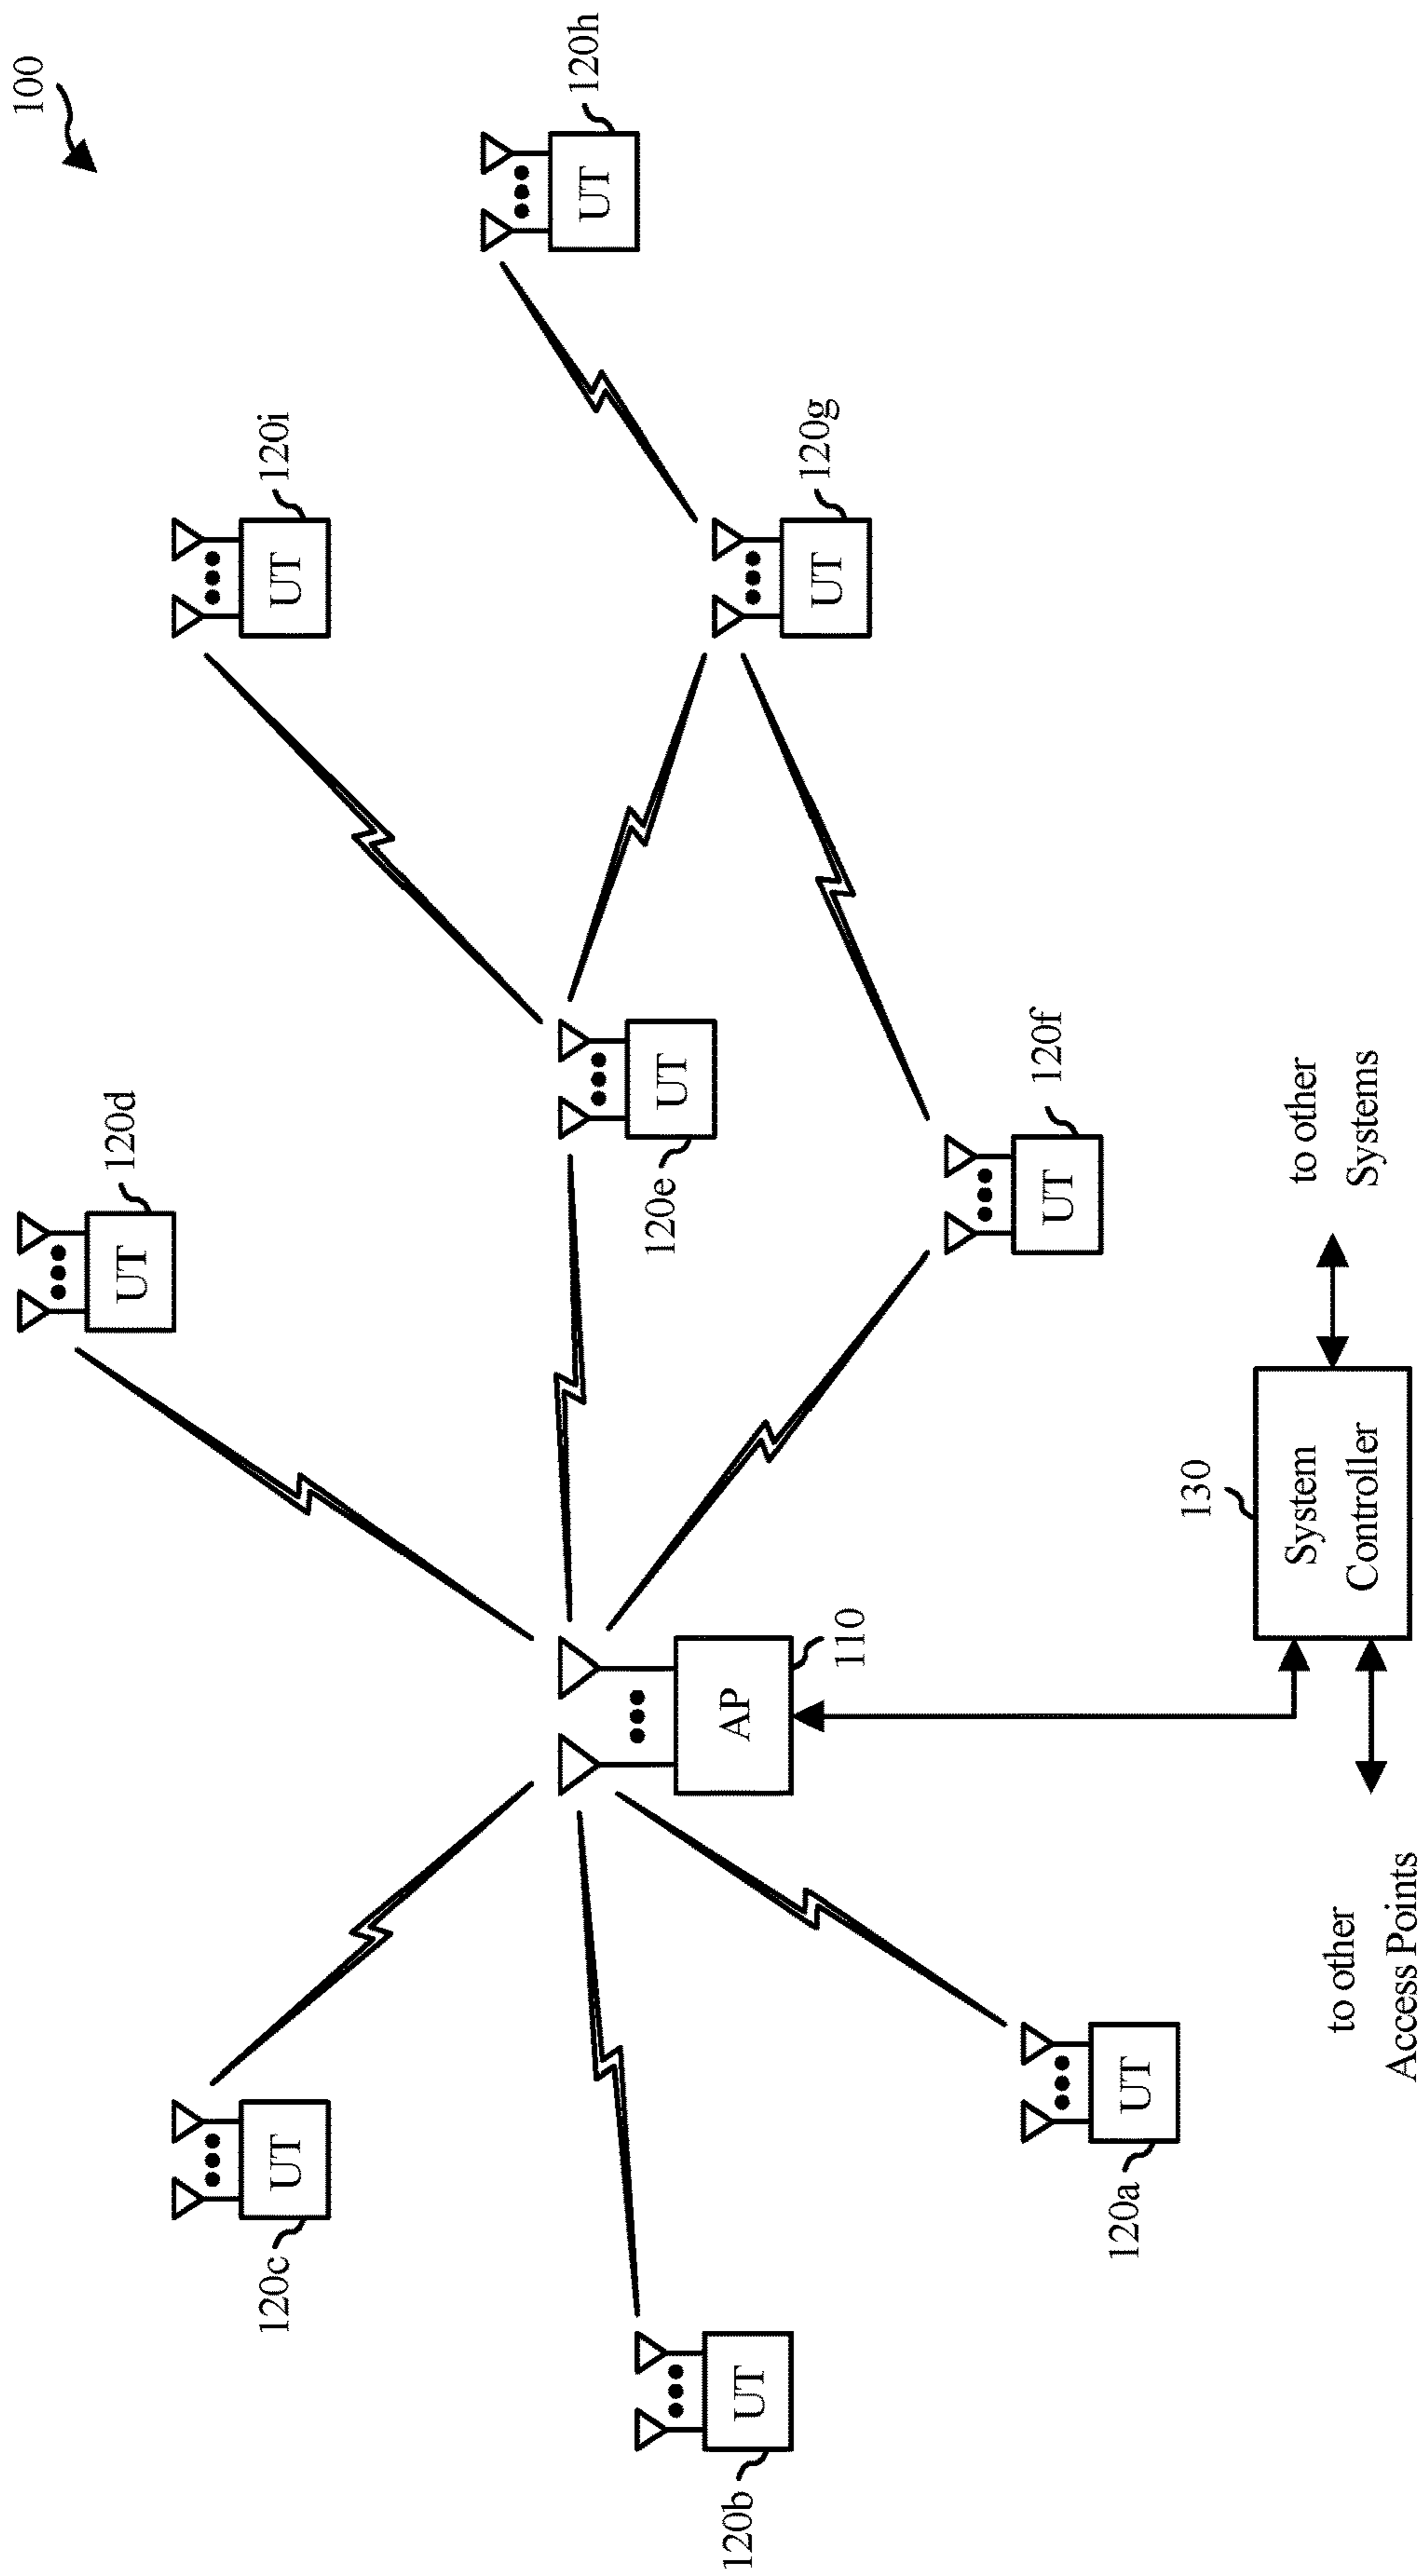 100
120d
UT
120i
UT
120h
UT
120c
UT
120e
UT
120g
UT
120b
UT
AP
110
120f
UT
120a
UT
130
System
Controller
to other
Systems
to other
Access Points